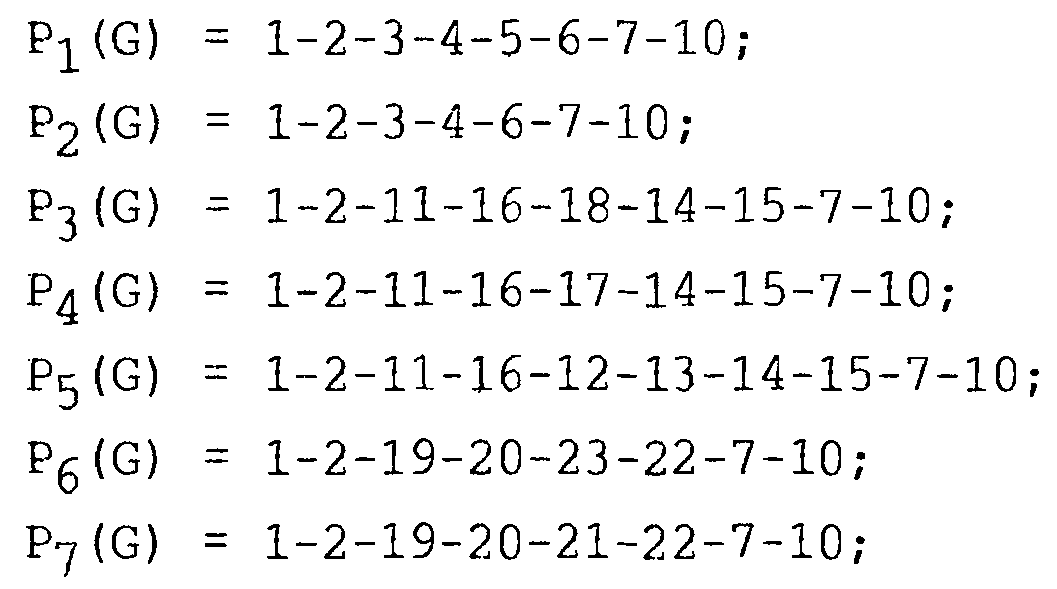 P1(G) = 1-2-3-4-5-6-7-10;
P2(G) = 1-2-3-4-6-7-10;
P3(G) = 1-2-11-16-18-14-15-7-10;
P4(G) = 1-2-11-16-17-14-15-7-10;
P5(G) = 1-2-11-16-12-13-14-15-7-10;
P6(G) = 1-2-19-20-23-22-7-10;
P7(G) = 1-2-19-20-21-22-7-10;